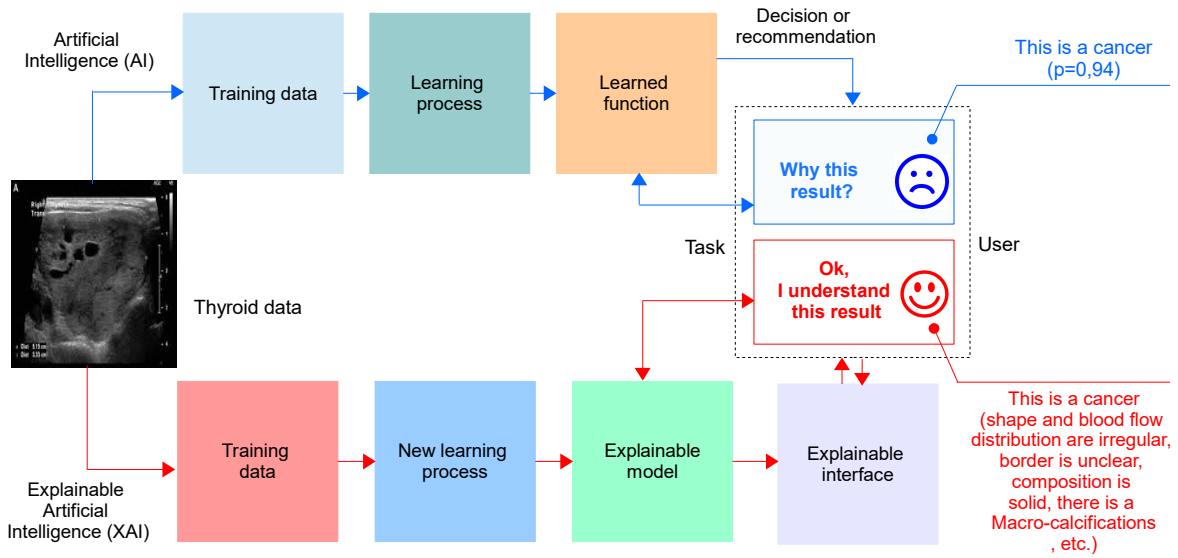 Artificial
Intelligence (AI)
Training data
Learning
process
Learned
function
Decision or
recommendation
This is a cancer
(p=0,94)
Why this
result?
Task
User
Ok,
I understand
this result
A
Thyroid data
Explainable
Artificial
Intelligence (XAI)
Training
data
New learning
process
Explainable
model
Explainable
interface
This is a cancer
(shape and blood flow
distribution are irregular,
border is unclear,
composition is
solid, there is a
Macro-calcifications
, etc.)